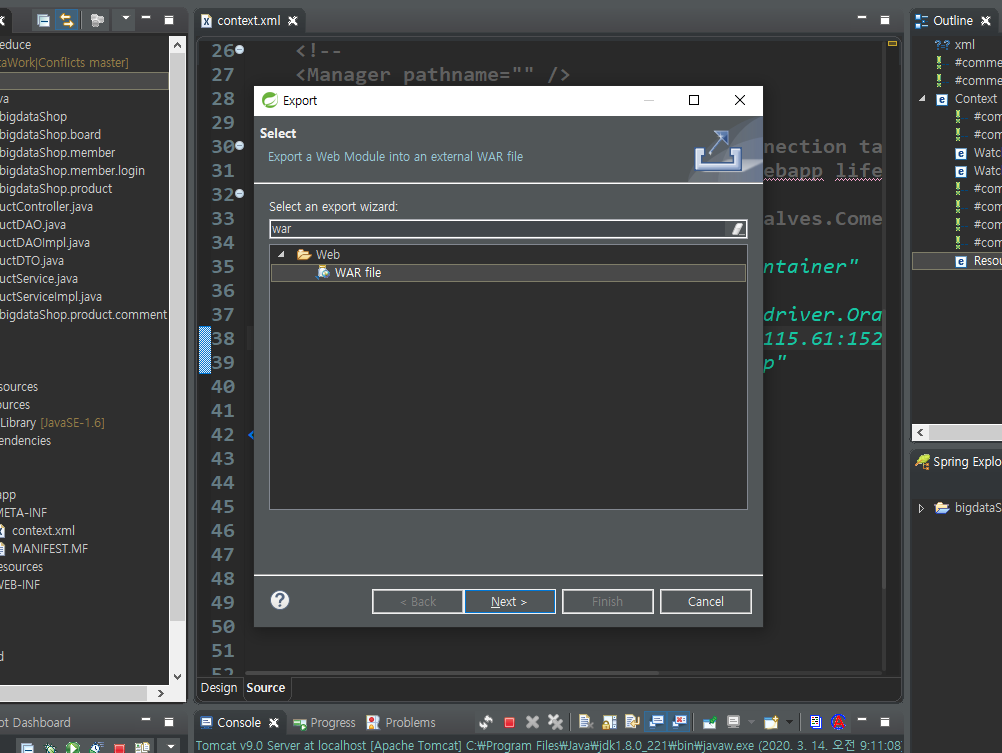 context.xml
Outline
educe
taWork|Conflicts master]
va
bigdataShop
bigdataShop.board
bigdataShop.member
bigdataShop.member.login
bigdataShop.product
uctController.java
uctDAO.java
uctDAOImpl.java
uctDTO.java
uctService.java
uctServiceImpl.java
bigdataShop.product.comment
sources
ources
Library [JavaSE-1.6]
endencies
app
META-INF
context.xml
MANIFEST.MF
esources
WEB-INF
d
ot Dashboard
26 <!--
27 <Manager pathname="" />
28
29
30 nnection ta
31 ebapp life
32
33 alves.Come
34
35 ntainer"
36
37 driver.Ora
38 115.61:152
39 p"
40
41
42 <
43
44
45
46
47
48
49
50
51
52
Export
Select
Export a Web Module into an external WAR file
Select an export wizard:
war
Web
WAR file
?
< Back
Next >
Finish
Cancel
Design
Source
xml
#comme
#comme
Context
#com
#com
Watc
Watc
#com
#com
#com
#com
Resou
Spring Explo
bigdataS
Console
Progress
Problems
Tomcat v9.0 Server at localhost [Apache Tomcat] C:₩Program Files₩Java₩jdk1.8.0_221₩bin₩javaw.exe (2020. 3. 14. 오전 9:11:08